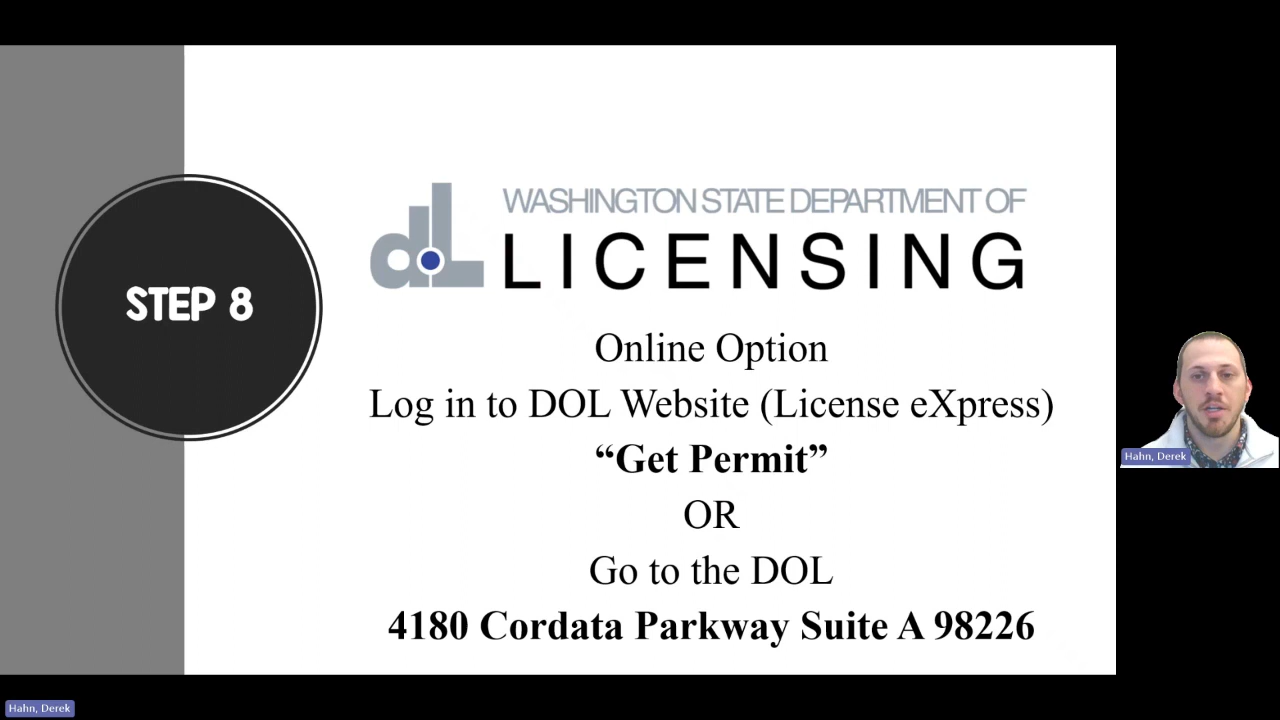 STEP 8
dL
WASHINGTON STATE DEPARTMENT OF
LICENSING
Online Option
Log in to DOL Website (License eXpress)
“Get Permit”
OR
Go to the DOL
4180 Cordata Parkway Suite A 98226
Hahn, Derek
Hahn, Derek